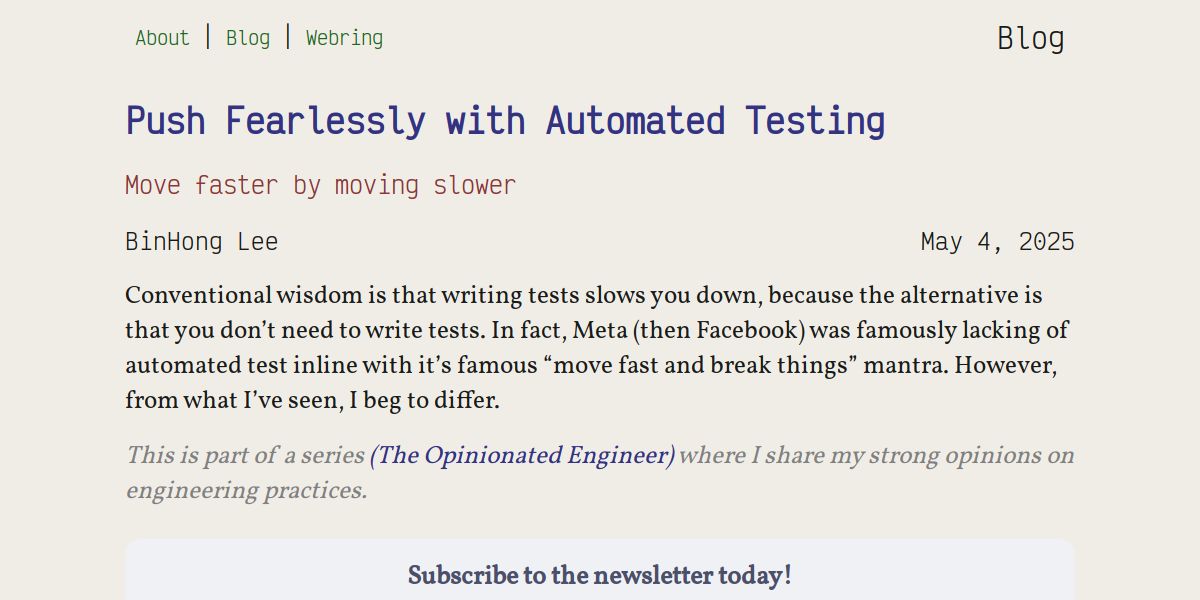 About | Blog | Webring
Blog
Push Fearlessly with Automated Testing
Move faster by moving slower
BinHong Lee
May 4, 2025
Conventional wisdom is that writing tests slows you down, because the alternative is
that you don’t need to write tests. In fact, Meta (then Facebook) was famously lacking of
automated test inline with it’s famous “move fast and break things” mantra. However,
from what I’ve seen, I beg to differ.
This is part of a series (The Opinionated Engineer) where I share my strong opinions on
engineering practices.
Subscribe to the newsletter today!